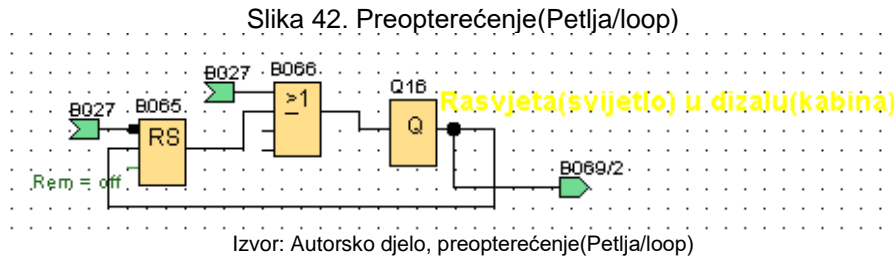 Slika 42. Preopterećenje(Petlja/loop)
B027 B066
Q16
B027 B065
≥1
Rasvjeta(svijetlo) u dizalu(kabina)
RS
Q
B069/2
Rem = off
Izvor: Autorsko djelo, preopterećenje(Petlja/loop)